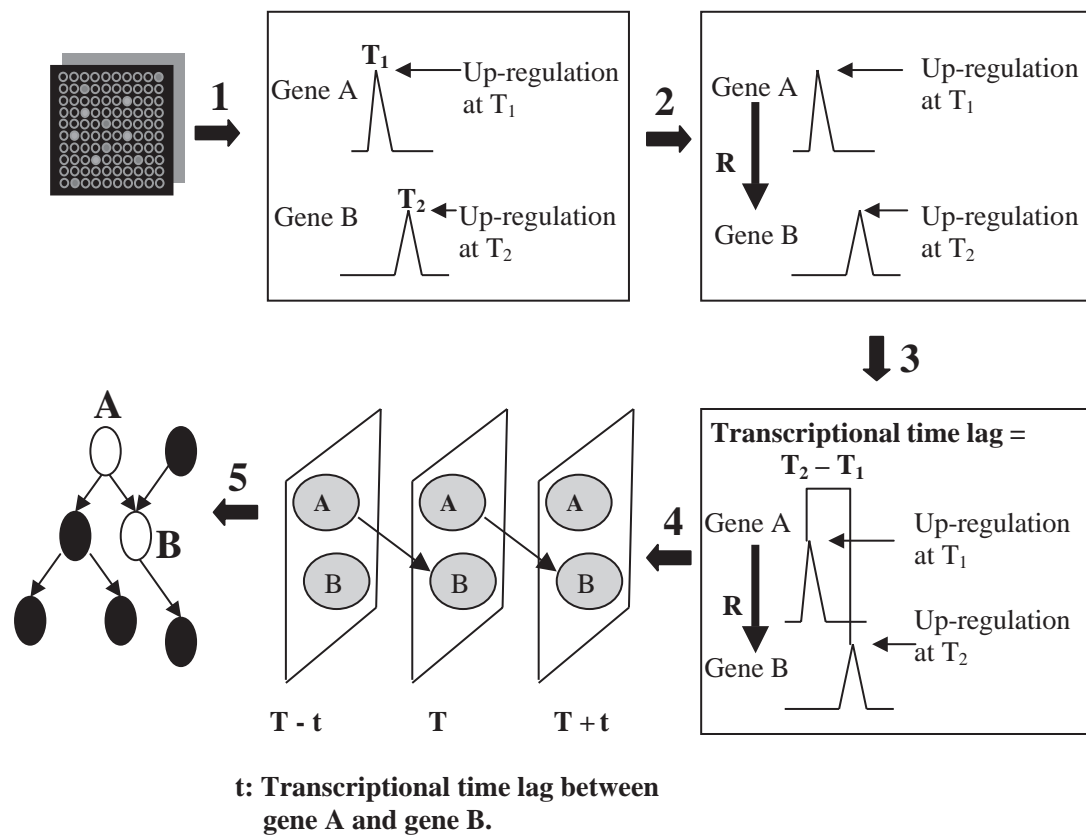 1
T₁
Gene A
Up-regulation
at T₁
T₂
Gene B
Up-regulation
at T₂
2
Gene A
Up-regulation
at T₁
R
Gene B
Up-regulation
at T₂
3
Transcriptional time lag =
T₂ – T₁
Gene A
Up-regulation
at T₁
R
Gene B
Up-regulation
at T₂
4
A
A
A
B
B
B
T - t
T
T + t
t: Transcriptional time lag between
gene A and gene B.
5
A
B